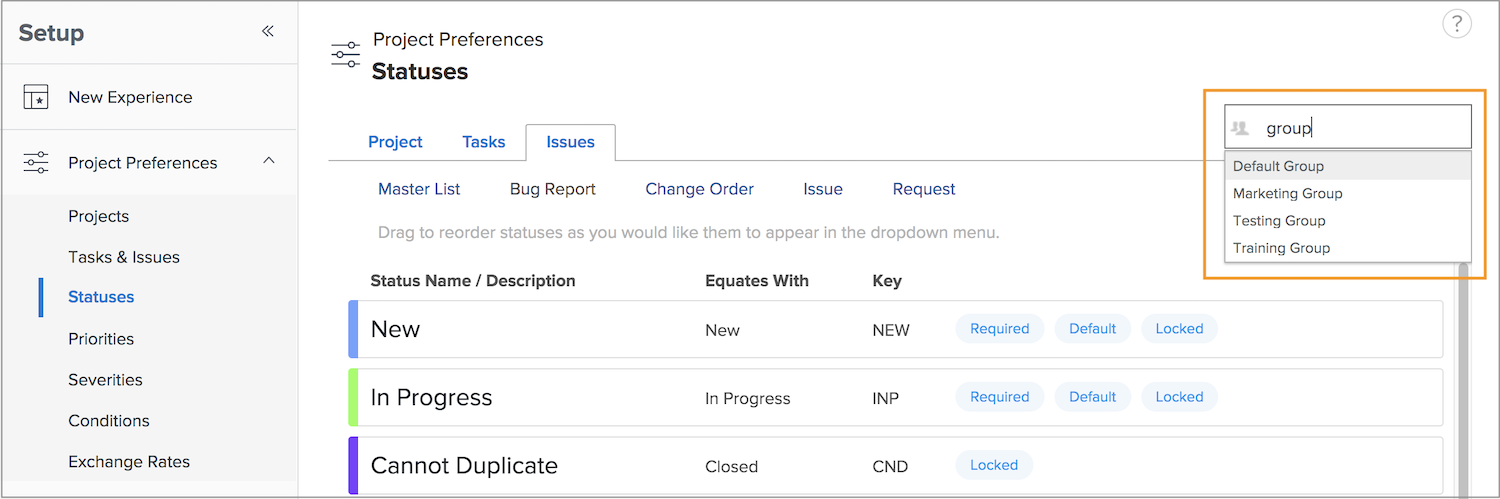 Setup
«
New Experience
Project Preferences
Projects
Tasks & Issues
Statuses
Priorities
Severities
Conditions
Exchange Rates
Project Preferences
Statuses
?
Project Tasks Issues
group
Default Group
Marketing Group
Testing Group
Training Group
Master List Bug Report Change Order Issue Request
Drag to reorder statuses as you would like them to appear in the dropdown menu.
Status Name / Description Equates With Key
New New NEW Required Default Locked
In Progress In Progress INP Required Default Locked
Cannot Duplicate Closed CND Locked